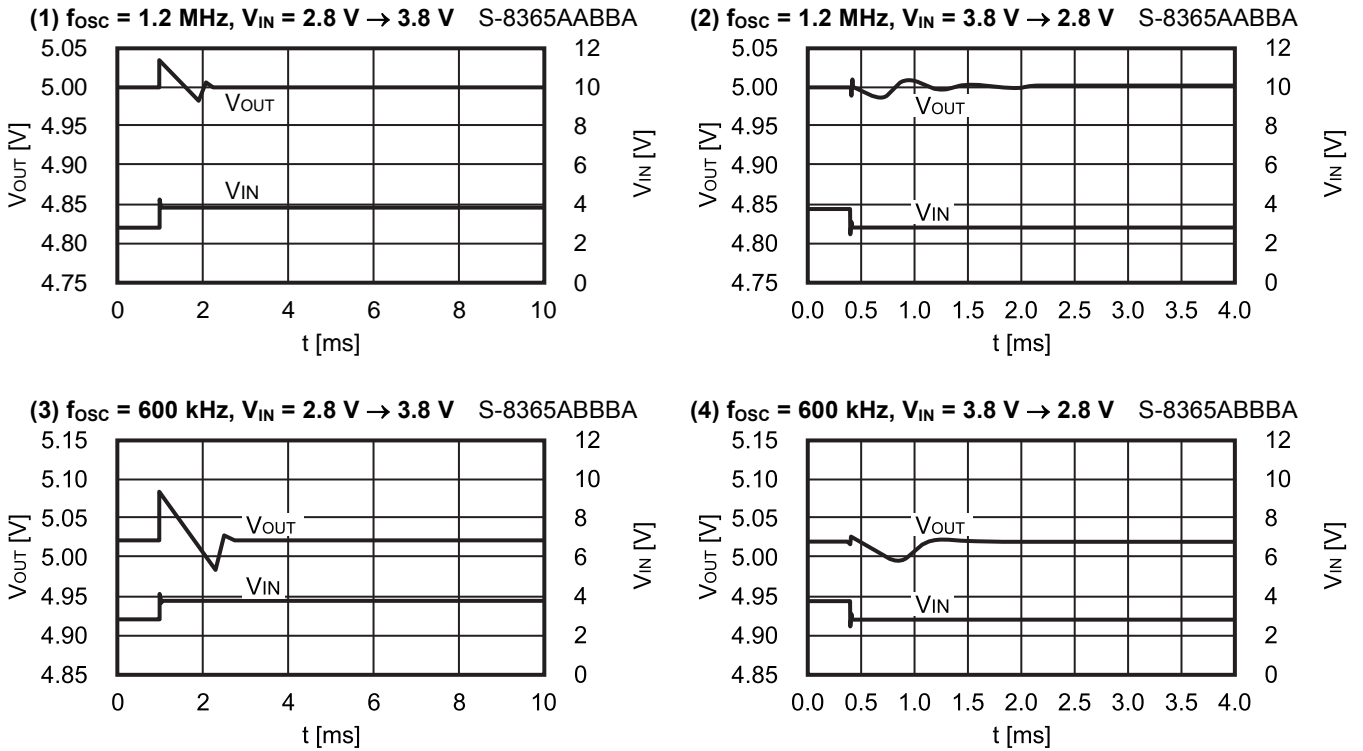 (1) fOSC = 1.2 MHz, VIN = 2.8 V → 3.8 V S-8365AABBA
5.05
5.00
4.95
4.90
4.85
4.80
4.75
VOUT [V]
12
10
8
6
4
2
0
VIN [V]
VOUT
VIN
0 2 4 6 8 10
t [ms]
(2) fOSC = 1.2 MHz, VIN = 3.8 V → 2.8 V S-8365AABBA
5.05
5.00
4.95
4.90
4.85
4.80
4.75
VOUT [V]
12
10
8
6
4
2
0
VIN [V]
VOUT
VIN
0.0 0.5 1.0 1.5 2.0 2.5 3.0 3.5 4.0
t [ms]
(3) fOSC = 600 kHz, VIN = 2.8 V → 3.8 V S-8365ABBBA
5.15
5.10
5.05
5.00
4.95
4.90
4.85
VOUT [V]
12
10
8
6
4
2
0
VIN [V]
VOUT
VIN
0 2 4 6 8 10
t [ms]
(4) fOSC = 600 kHz, VIN = 3.8 V → 2.8 V S-8365ABBBA
5.15
5.10
5.05
5.00
4.95
4.90
4.85
VOUT [V]
12
10
8
6
4
2
0
VIN [V]
VOUT
VIN
0.0 0.5 1.0 1.5 2.0 2.5 3.0 3.5 4.0
t [ms]